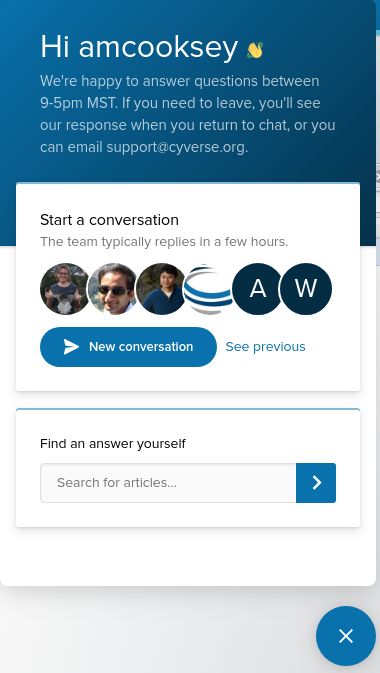 Hi amcooksey 👋
We're happy to answer questions between
9-5pm MST. If you need to leave, you'll see
our response when you return to chat, or you
can email support@cyverse.org.
Start a conversation
The team typically replies in a few hours.
A W
New conversation See previous
Find an answer yourself
Search for articles...